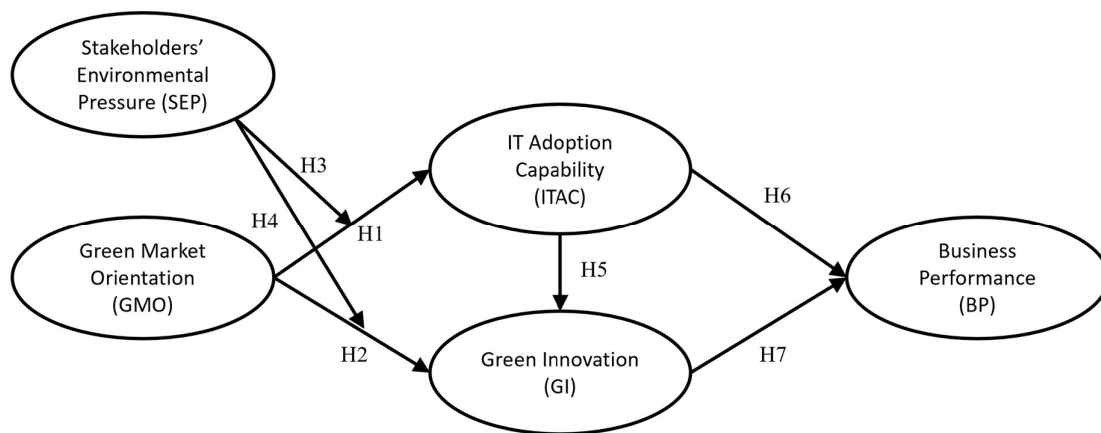 Stakeholders'
Environmental
Pressure (SEP)
IT Adoption
Capability
(ITAC)
H3
H6
H4
H1
Green Market
Orientation
(GMO)
H5
Business
Performance
(BP)
H2
Green Innovation
(GI)
H7